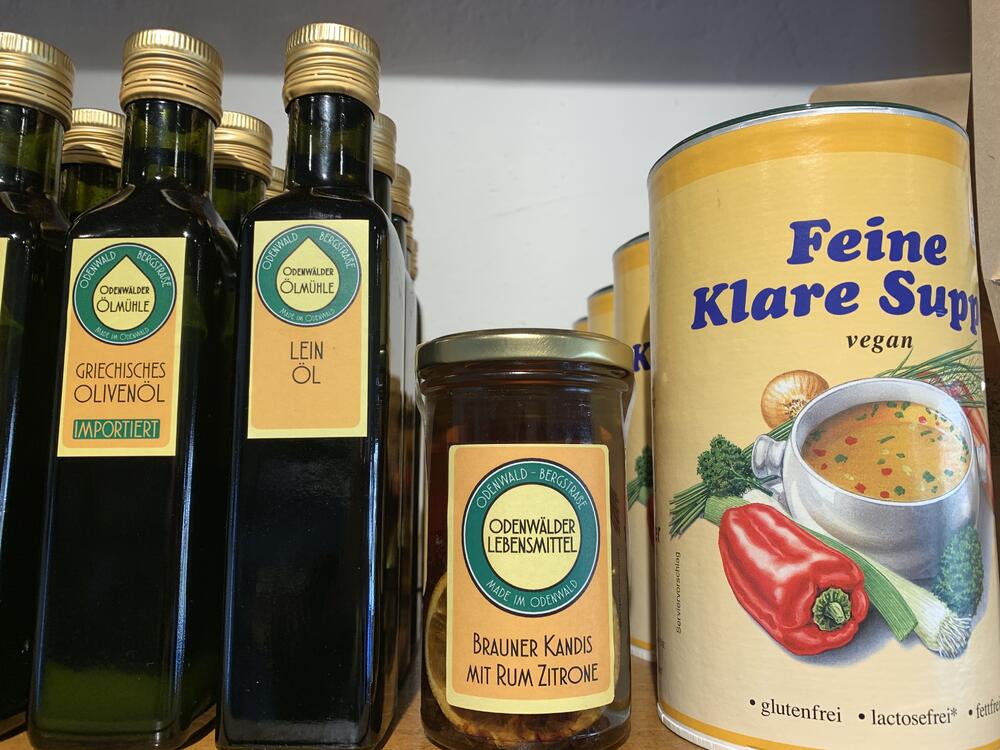 ODENWALD BERGSTRAßE
ODENWÄLDER
ÖLMÜHLE
MADE IM ODENWALD
GRIECHISCHES
OLIVENÖL
IMPORTIERT
ODENWALD BERGSTRAßE
ODENWÄLDER
ÖLMÜHLE
MADE IM ODENWALD
LEIN
ÖL
ODENWALD - BERGSTRAßE
ODENWÄLDER
LEBENSMITTEL
MADE IM ODENWALD
BRAUNER KANDIS
MIT RUM ZITRONE
K
Feine
Klare Supp
vegan
Serviervorschlag
• glutenfrei • lactosefrei* • fettfre